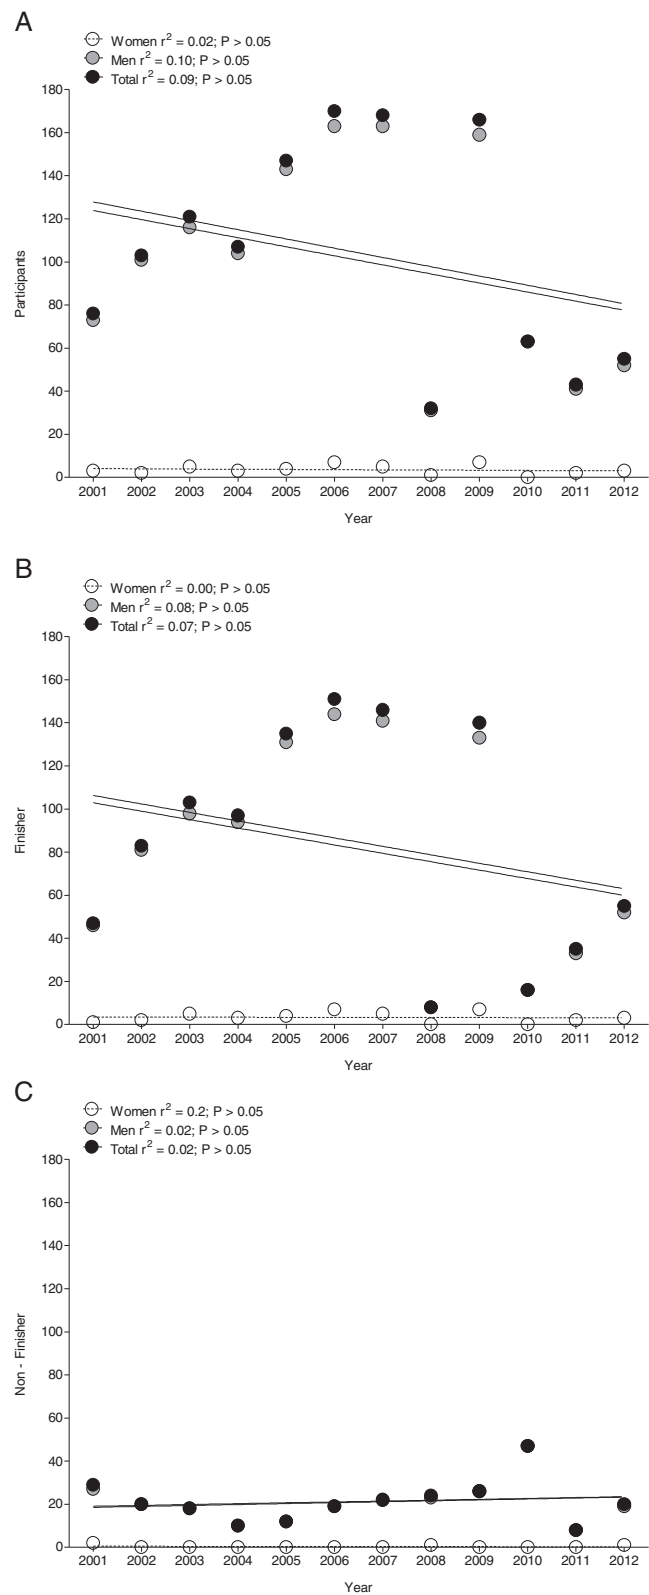 A
Women r² = 0.02; P > 0.05
Men r² = 0.10; P > 0.05
Total r² = 0.09; P > 0.05
180
160
140
120
100
80
60
40
20
0
Participants
2001 2002 2003 2004 2005 2006 2007 2008 2009 2010 2011 2012
Year
B
Women r² = 0.00; P > 0.05
Men r² = 0.08; P > 0.05
Total r² = 0.07; P > 0.05
180
160
140
120
100
80
60
40
20
0
Finisher
2001 2002 2003 2004 2005 2006 2007 2008 2009 2010 2011 2012
Year
C
Women r² = 0.2; P > 0.05
Men r² = 0.02; P > 0.05
Total r² = 0.02; P > 0.05
180
160
140
120
100
80
60
40
20
0
Non - Finisher
2001 2002 2003 2004 2005 2006 2007 2008 2009 2010 2011 2012
Year